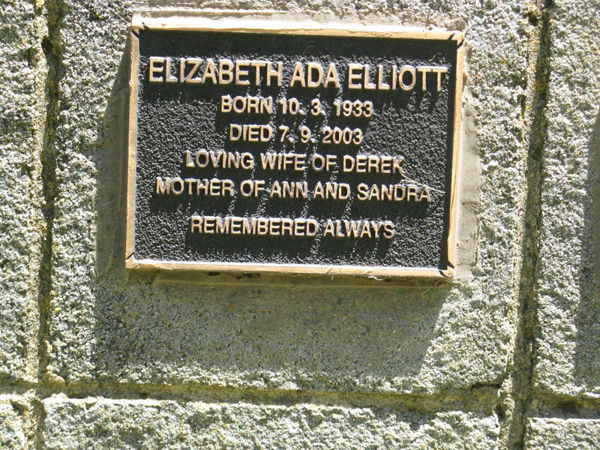 ELIZABETH ADA ELLIOTT
BORN 10. 3. 1933
DIED 7. 9. 2003
LOVING WIFE OF DEREK
MOTHER OF ANN AND SANDRA
REMEMBERED ALWAYS